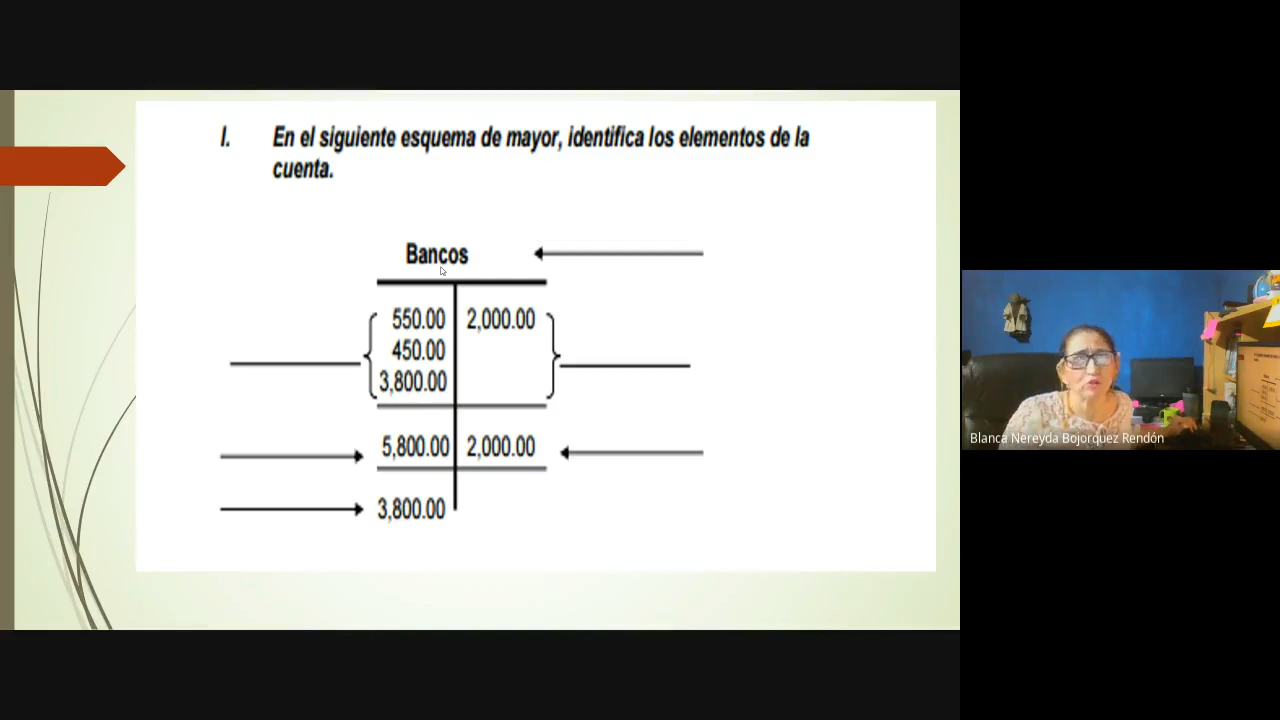 I. En el siguiente esquema de mayor, identifica los elementos de la
cuenta.
Bancos
550.00 2,000.00
450.00
3,800.00
5,800.00 2,000.00
3,800.00
Blanca Nereyda Bojorquez Rendón